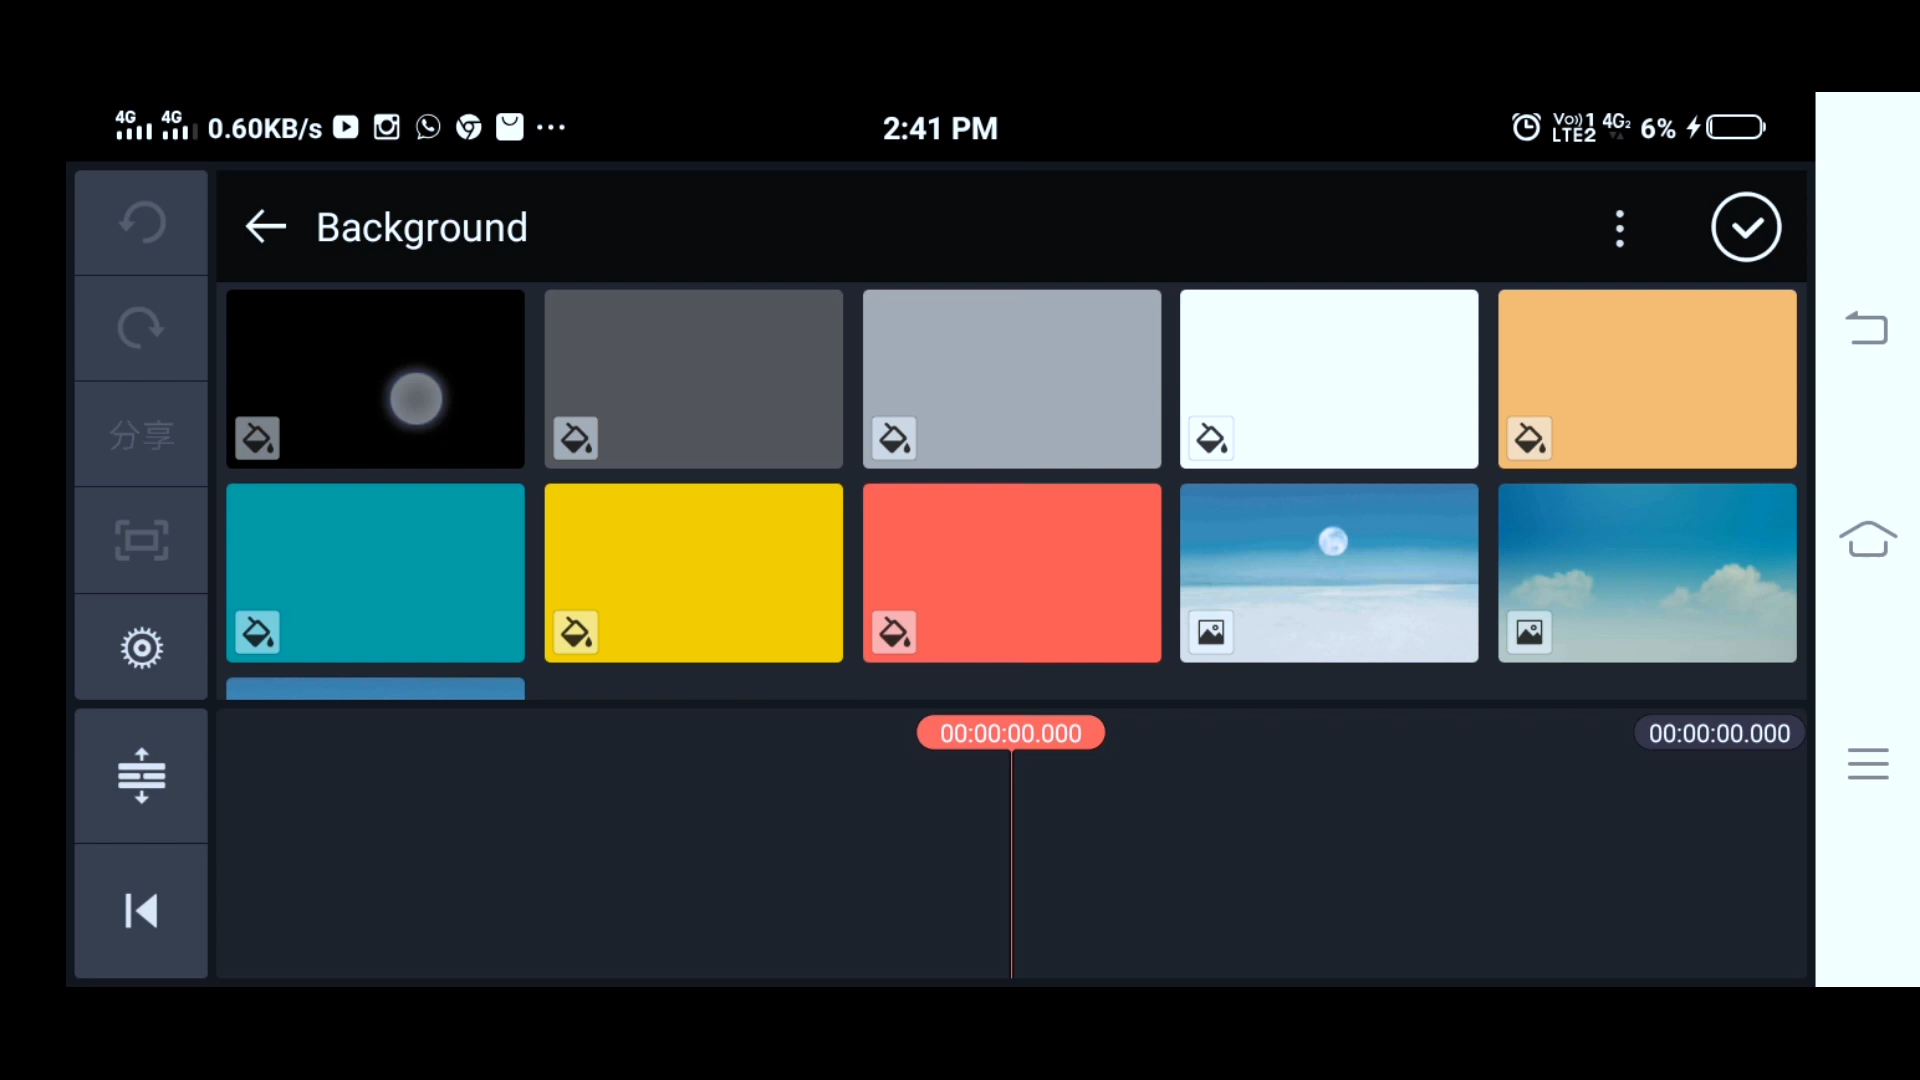 4G 4G 0.60KB/s ... 2:41 PM Vo))1 LTE2 4G2 6%
Background
分享
00:00:00.000 00:00:00.000